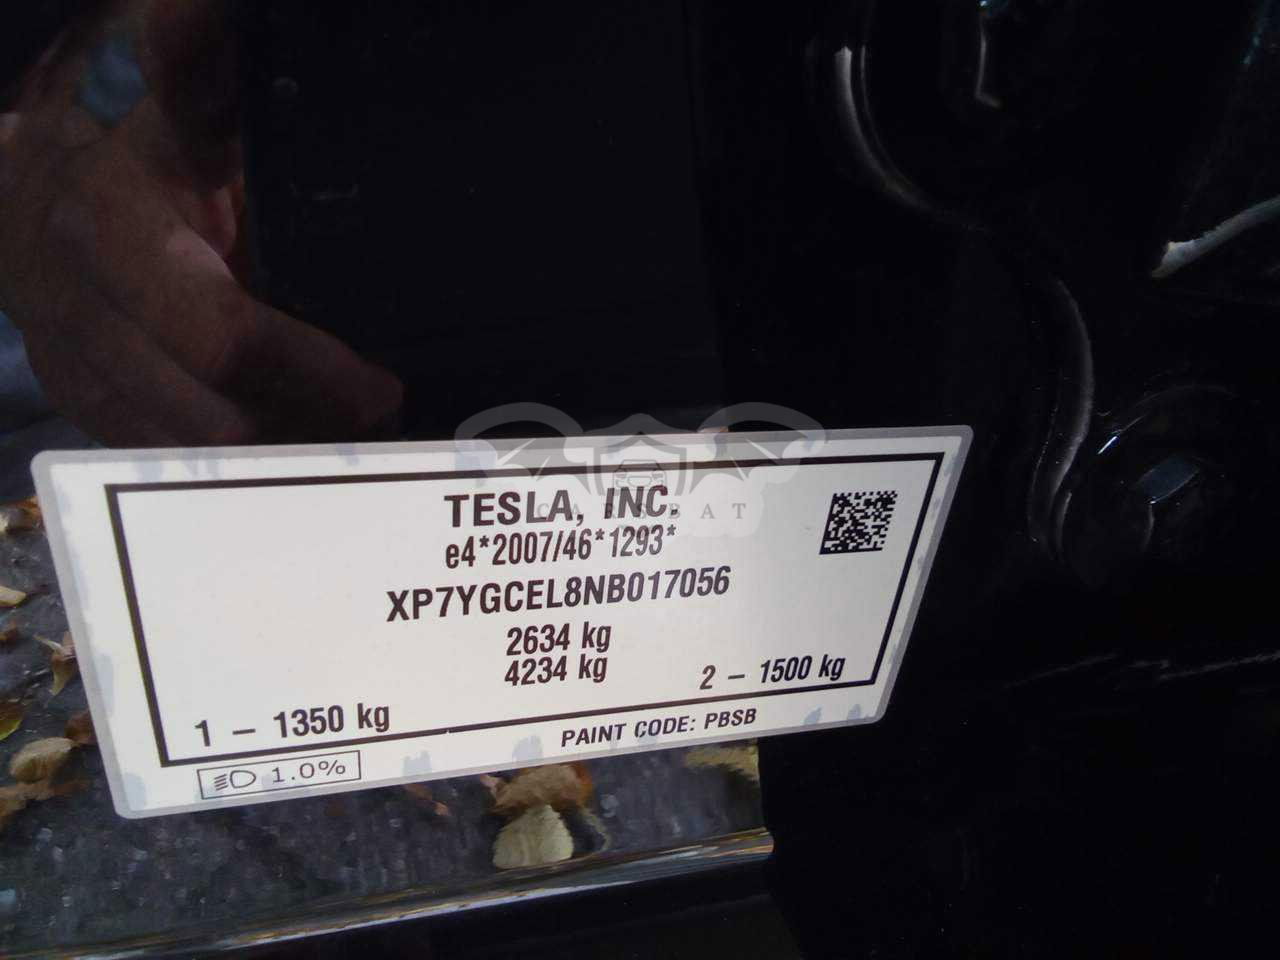 TESLA, INC.
CARSBAT
e4*2007/46*1293*
XP7YGCEL8NB017056
2634 kg
4234 kg
1 – 1350 kg
2 – 1500 kg
PAINT CODE: PBSB
1.0%